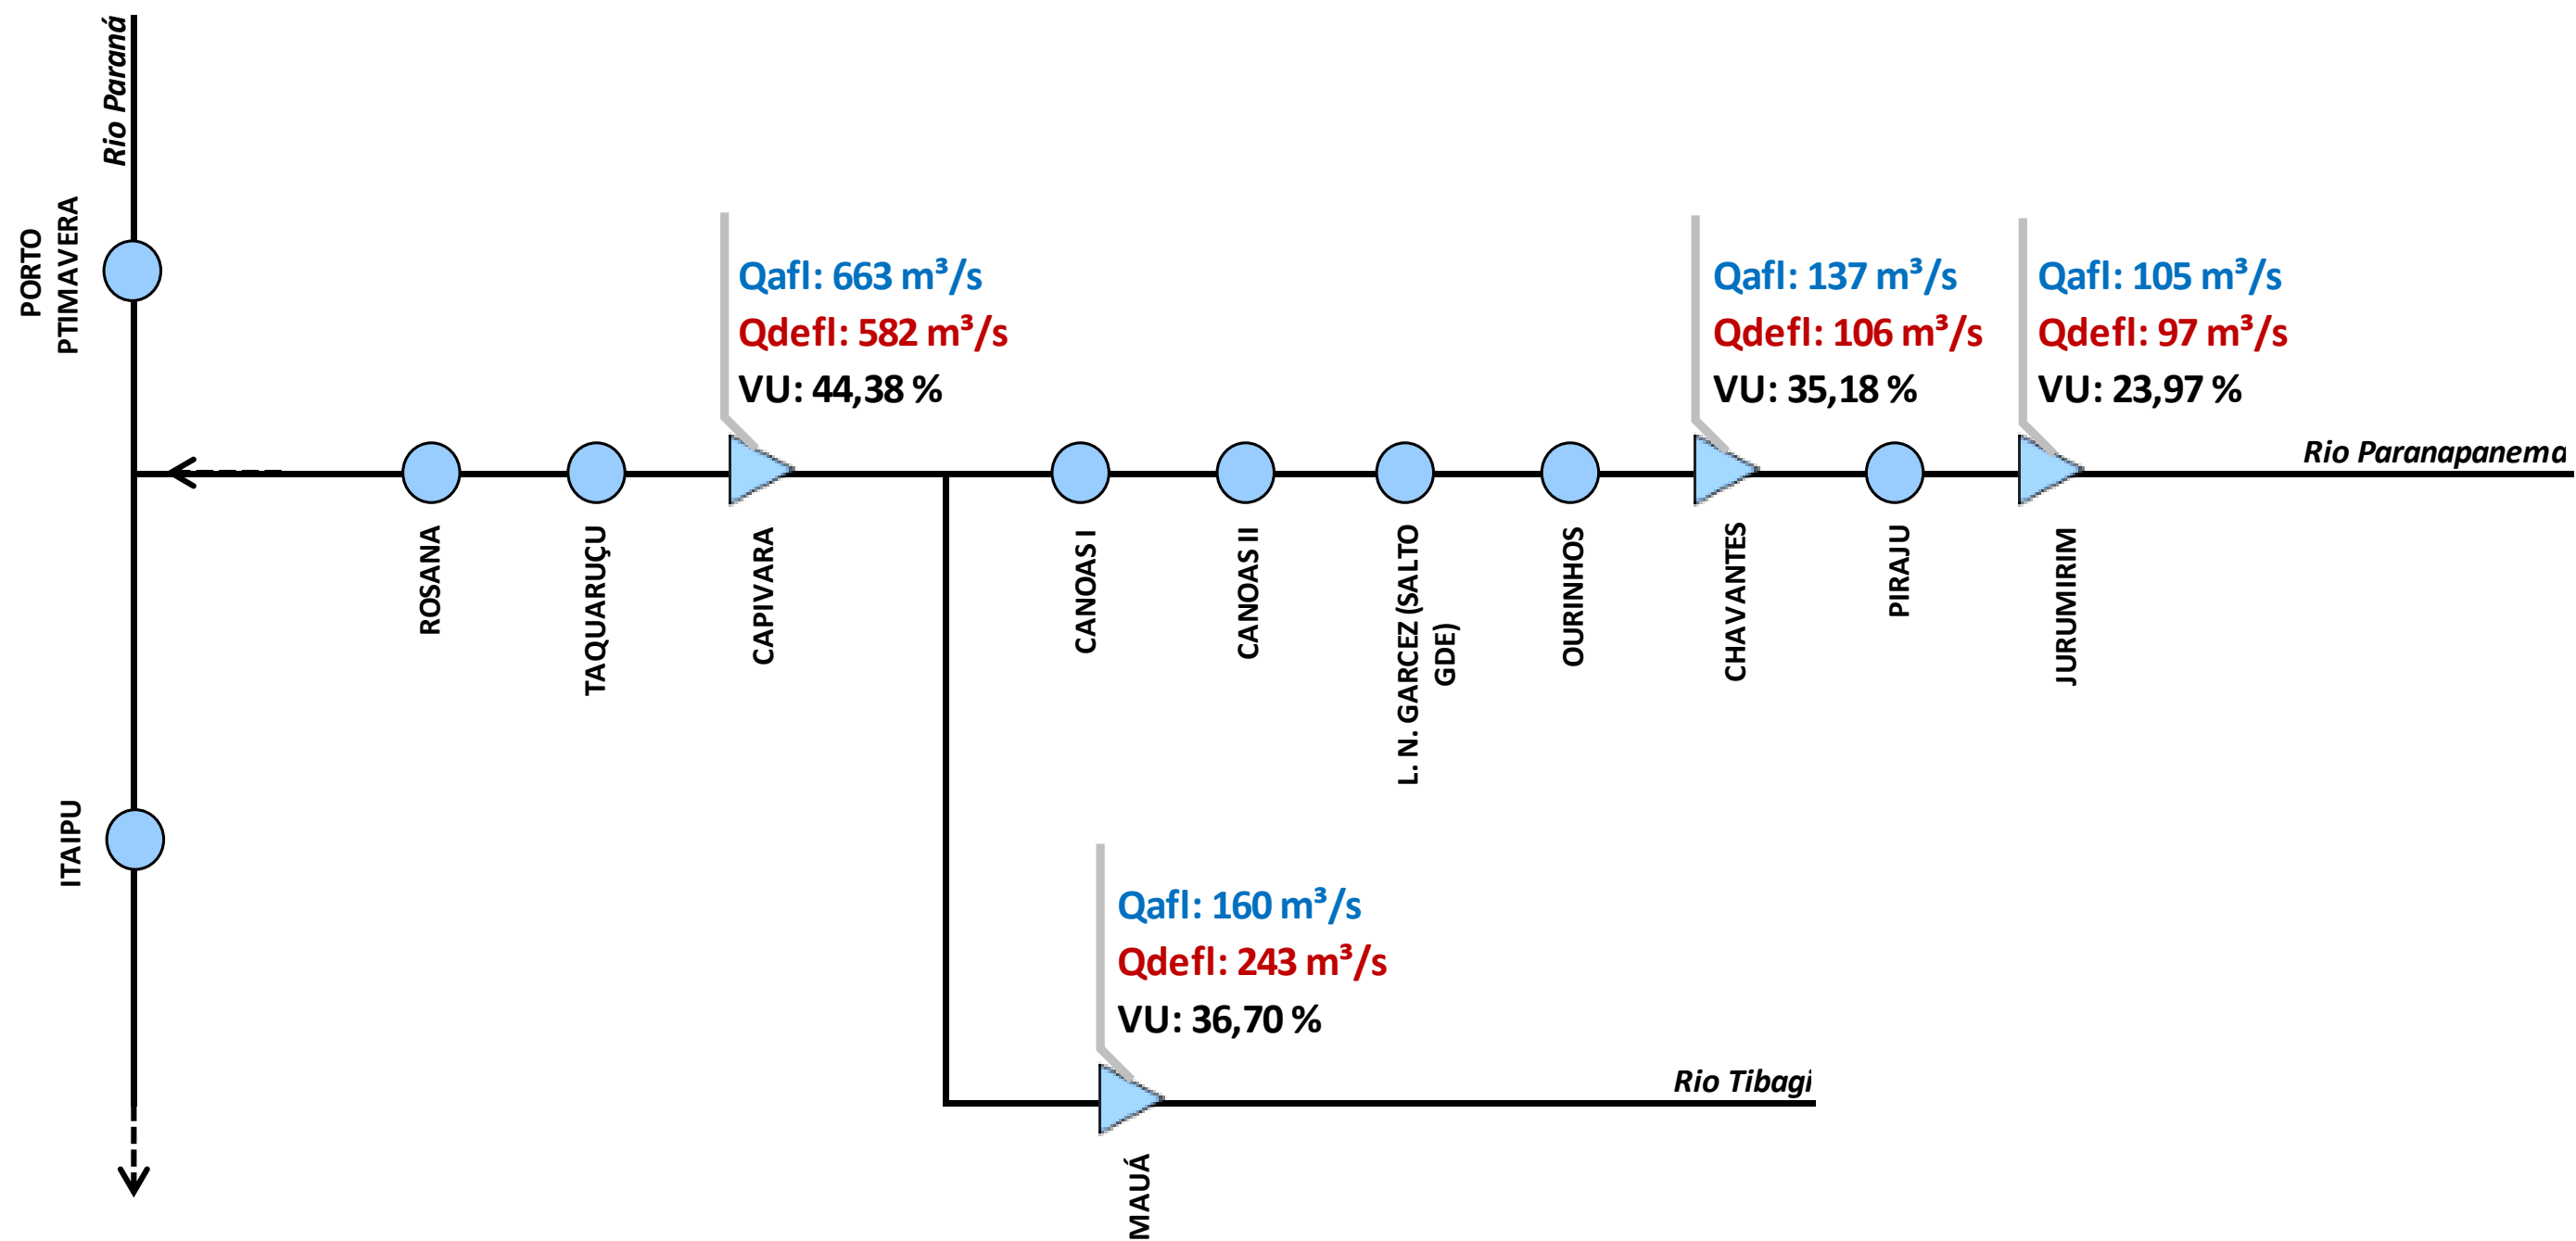 Rio Paraná
PORTO
PTIMAVERA
Qafl: 663 m³/s
Qdefl: 582 m³/s
VU: 44,38 %
Qafl: 137 m³/s
Qdefl: 106 m³/s
VU: 35,18 %
Qafl: 105 m³/s
Qdefl: 97 m³/s
VU: 23,97 %
Rio Paranapanema
ROSANA
TAQUARUÇU
CAPIVARA
CANOAS I
CANOAS II
L. N. GARCEZ (SALTO
GDE)
OURINHOS
CHAVANTES
PIRAJU
JURUMIRIM
ITAIPU
Qafl: 160 m³/s
Qdefl: 243 m³/s
VU: 36,70 %
Rio Tibagi
MAUÁ